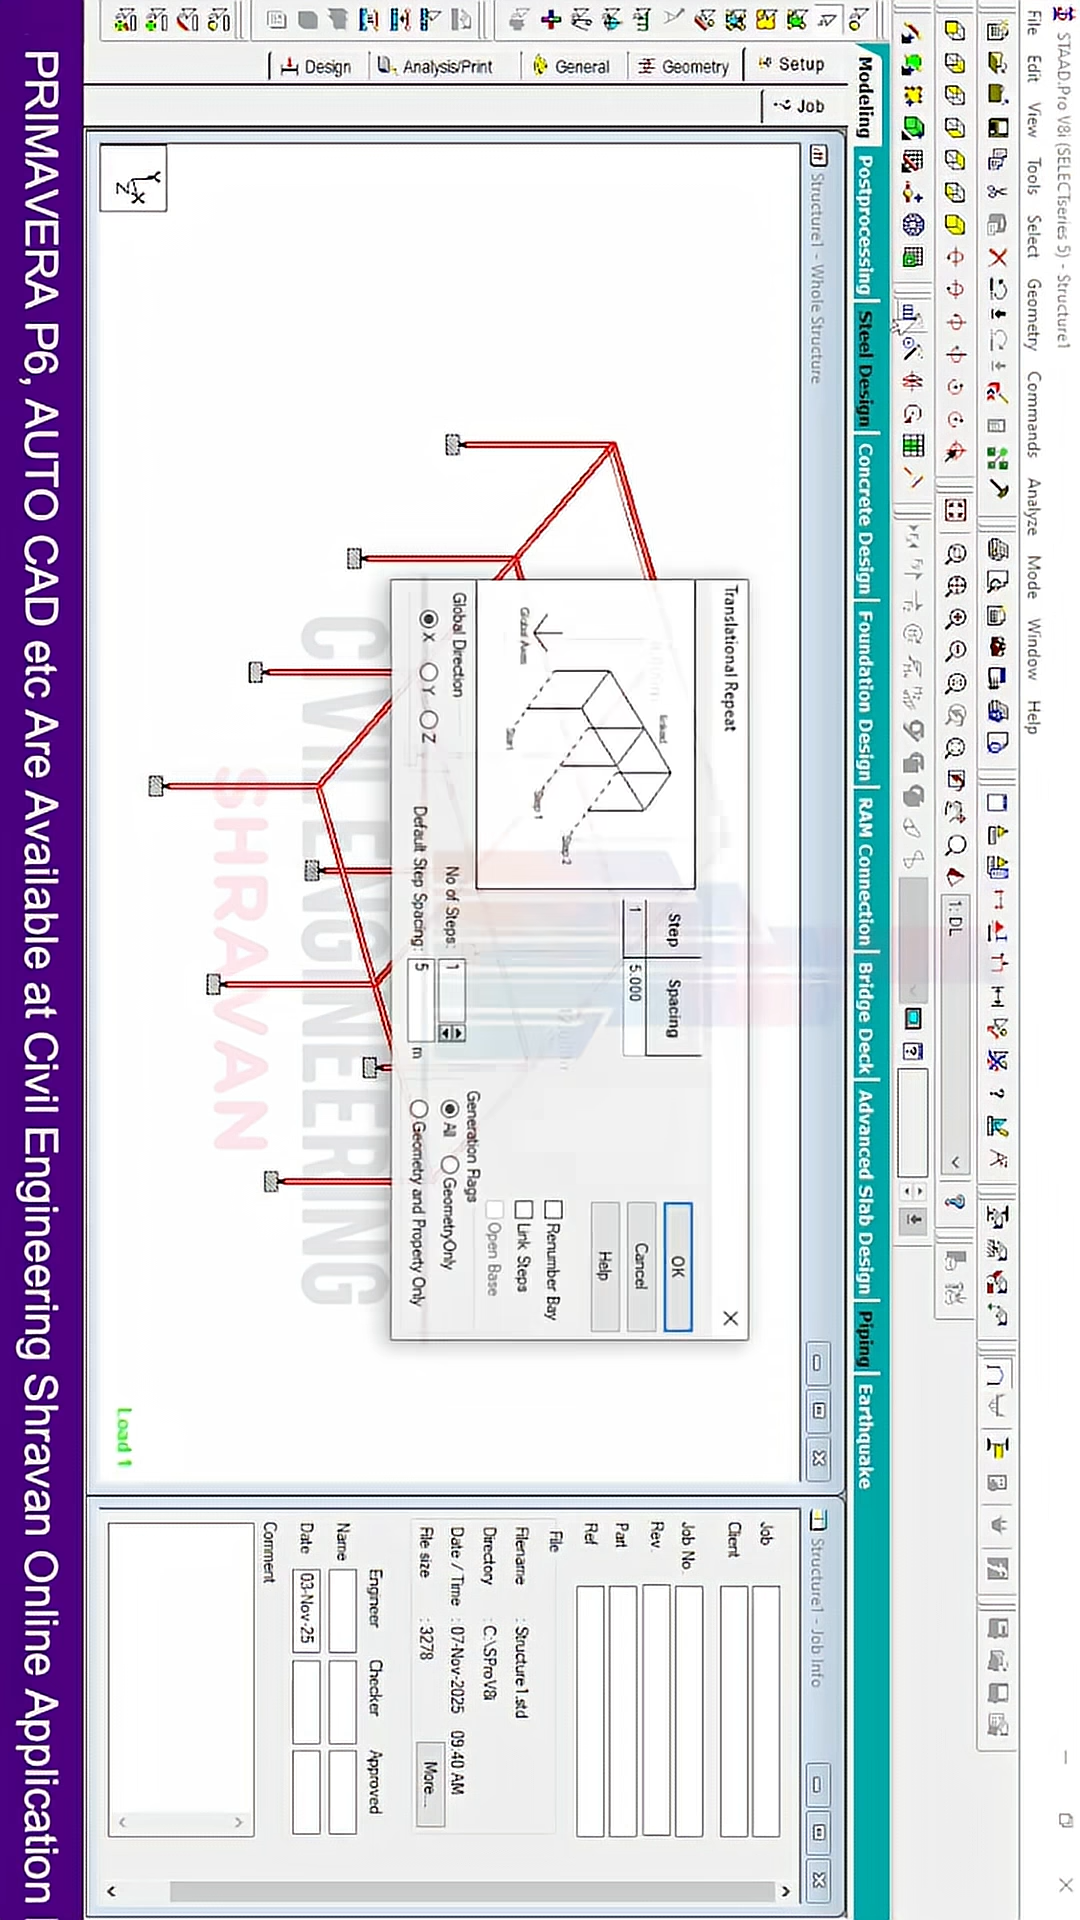 STAAD.Pro V8i (SELECTseries 5) - Structure1
File Edit View Tools Select Geometry Commands Analyze Mode Window Help
1: DL
Modeling Postprocessing Steel Design Concrete Design Foundation Design RAM Connection Bridge Deck Advanced Slab Design Piping Earthquake
Setup
Geometry
General
Analysis/Print
Design
Job
Structure1 - Whole Structure
Translational Repeat
Global Axes
linked
Start
Step 1
Step 2
Step Spacing
1 5.000
OK
Cancel
Help
Renumber Bay
Link Steps
Open Base
Global Direction
X Y Z
No of Steps: 1
Default Step Spacing: 5 m
Generation Flags
All GeometryOnly
Geometry and Property Only
CIVIL ENGINEERING
SHRAVAN
Y
X
Z
Load 1
Structure1 - Job Info
Job
Client
Job No.
Rev.
Part
Ref
File
Filename : Structure1.std
Directory : C:\SProV8i
Date / Time : 07-Nov-2025 09:40 AM
File size : 3278
More...
Engineer Checker Approved
Name
Date 03-Nov-25
Comment
PRIMAVERA P6, AUTO CAD etc Are Available at Civil Engineering Shravan Online Application